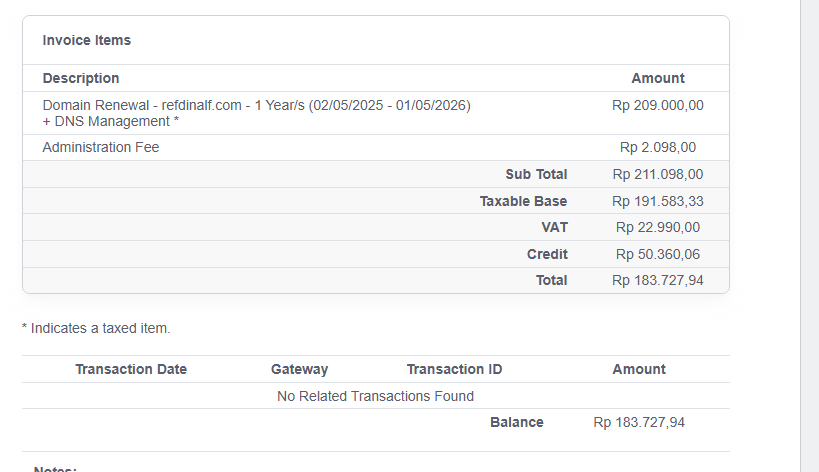 Invoice Items
Description Amount
Domain Renewal - refdinalf.com - 1 Year/s (02/05/2025 - 01/05/2026) Rp 209.000,00
+ DNS Management *
Administration Fee Rp 2.098,00
Sub Total Rp 211.098,00
Taxable Base Rp 191.583,33
VAT Rp 22.990,00
Credit Rp 50.360,06
Total Rp 183.727,94
* Indicates a taxed item.
Transaction Date Gateway Transaction ID Amount
No Related Transactions Found
Balance Rp 183.727,94
Notes: